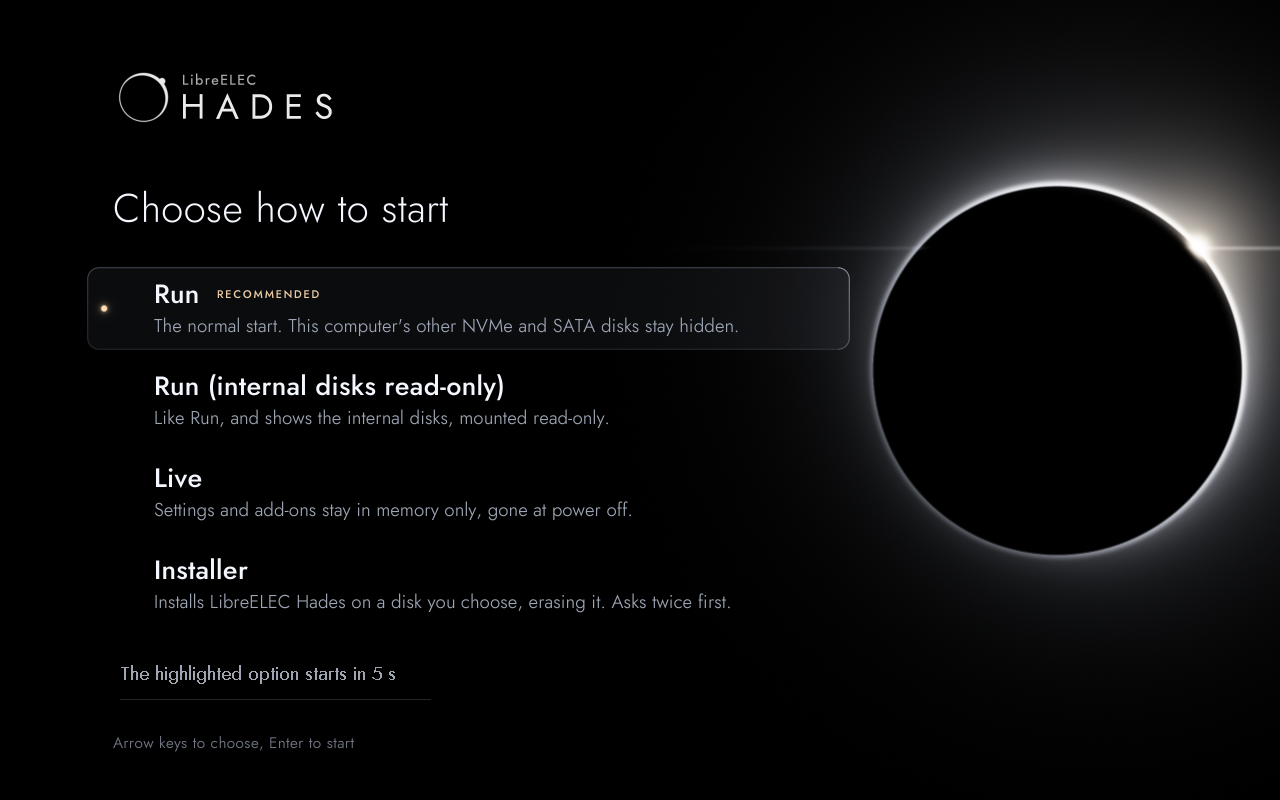 LibreELEC
HADES
Choose how to start
Run RECOMMENDED
The normal start. This computer's other NVMe and SATA disks stay hidden.
Run (internal disks read-only)
Like Run, and shows the internal disks, mounted read-only.
Live
Settings and add-ons stay in memory only, gone at power off.
Installer
Installs LibreELEC Hades on a disk you choose, erasing it. Asks twice first.
The highlighted option starts in 5 s
Arrow keys to choose, Enter to start